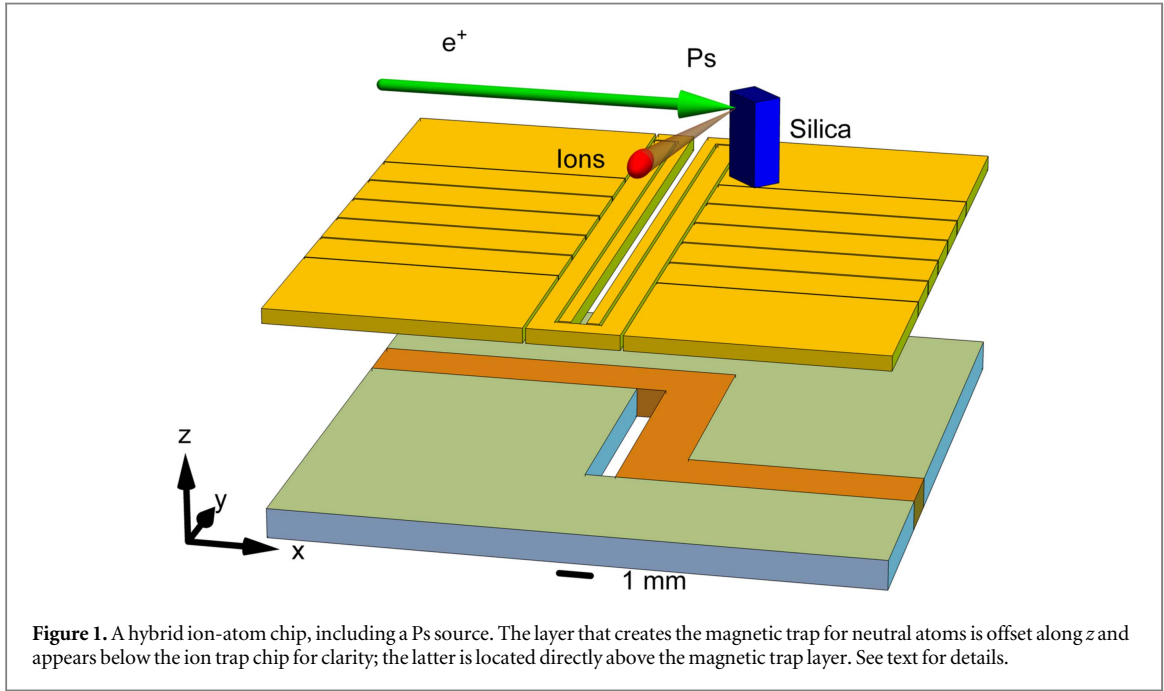 e⁺
Ps
Silica
Ions
z
y
x
1 mm
Figure 1. A hybrid ion-atom chip, including a Ps source. The layer that creates the magnetic trap for neutral atoms is offset along z and
appears below the ion trap chip for clarity; the latter is located directly above the magnetic trap layer. See text for details.